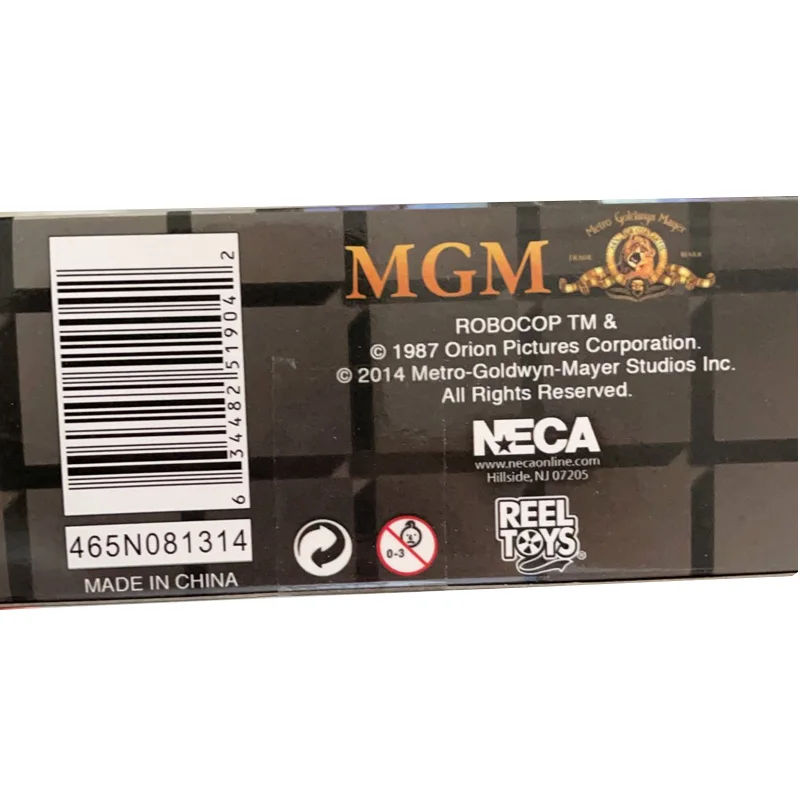 6 34482 51904 2
465N081314
MADE IN CHINA
0-3
MGM
Metro Goldwyn Mayer
TRADE MARK
ROBOCOP TM &
© 1987 Orion Pictures Corporation.
© 2014 Metro-Goldwyn-Mayer Studios Inc.
All Rights Reserved.
NECA
www.necaonline.com
Hillside, NJ 07205
REEL
TOYS®